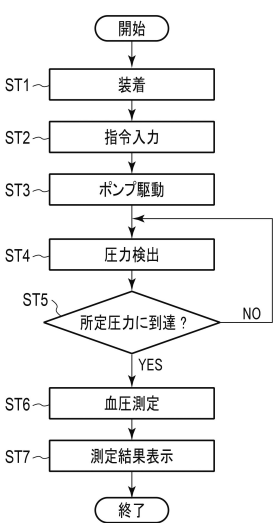 開始
ST1 装着
ST2 指令入力
ST3 ポンプ駆動
ST4 圧力検出
ST5 所定圧力に到達？
NO
YES
ST6 血圧測定
ST7 測定結果表示
終了